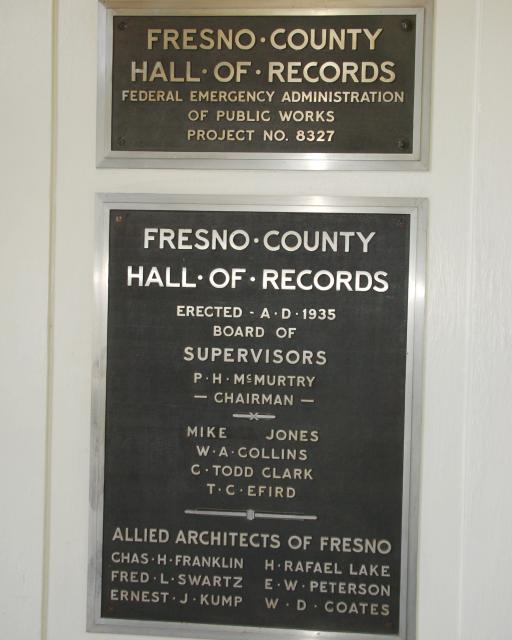 FRESNO·COUNTY
HALL·OF·RECORDS
FEDERAL EMERGENCY ADMINISTRATION
OF PUBLIC WORKS
PROJECT NO. 8327
FRESNO·COUNTY
HALL·OF·RECORDS
ERECTED - A·D·1935
BOARD OF
SUPERVISORS
P·H·McMURTRY
— CHAIRMAN —
MIKE JONES
W·A·COLLINS
C·TODD CLARK
T·C·EFIRD
ALLIED ARCHITECTS OF FRESNO
CHAS·H·FRANKLIN H·RAFAEL LAKE
FRED·L·SWARTZ E·W·PETERSON
ERNEST·J·KUMP W·D·COATES